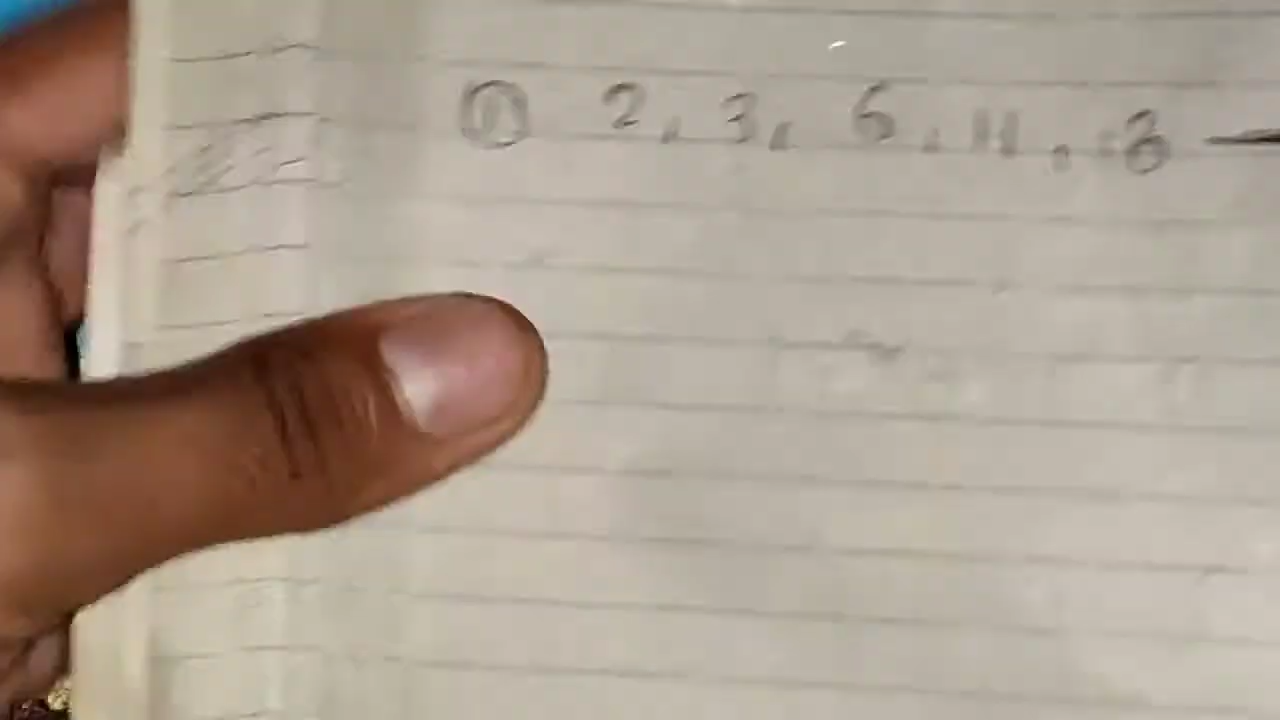 ① 2, 3, 6, 11, 18 —